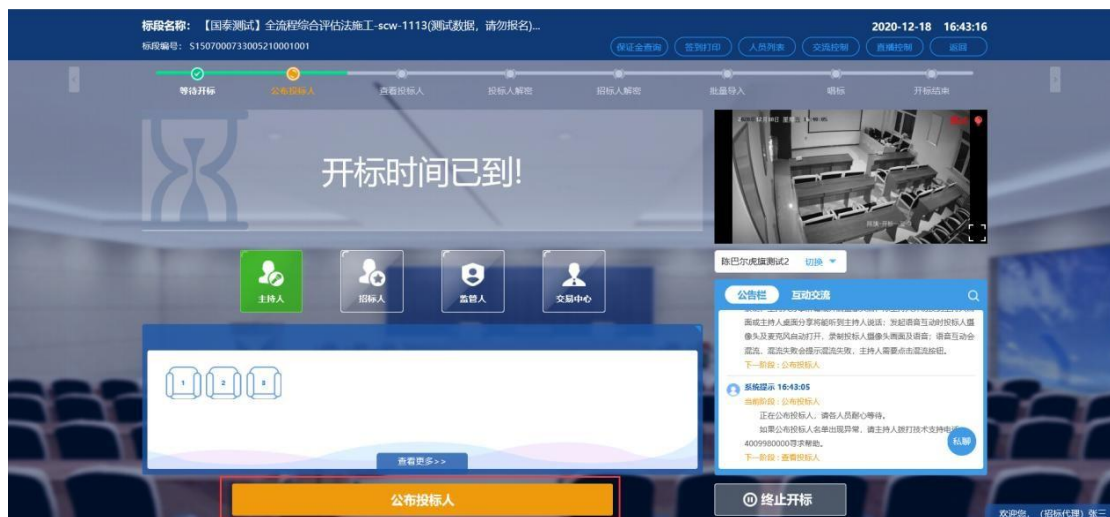 标段名称：【国泰测试】全流程综合评估法施工-scw-1113(测试数据，请勿报名)...
2020-12-18 16:43:16
标段编号：S1507000733005210001001
保证金查询 签到打印 人员列表 交流控制 直播控制 返回
等待开标 公布投标人 查看投标人 投标人解密 招标人解密 批量导入 唱标 开标结束
开标时间已到!
主持人 招标人 监管人 交易中心
陈巴尔虎旗测试2 切换
公告栏 互动交流
面或主持人桌面分享将能听到主持人说话；发起语音互动时投标人摄
像头及麦克风自动打开，录制投标人摄像头画面及语音；语音互动会
混流，混流失败会提示混流失败，主持人需要点击混流按钮。
下一阶段：公布投标人
系统提示 16:43:05
当前阶段：公布投标人
正在公布投标人，请各人员耐心等待。
如果公布投标人名单出现异常，请主持人拨打技术支持电
4009980000寻求帮助。
下一阶段：查看投标人
私聊
1 2 3
查看更多>>
公布投标人
终止开标
欢迎您，(招标代理) 张三